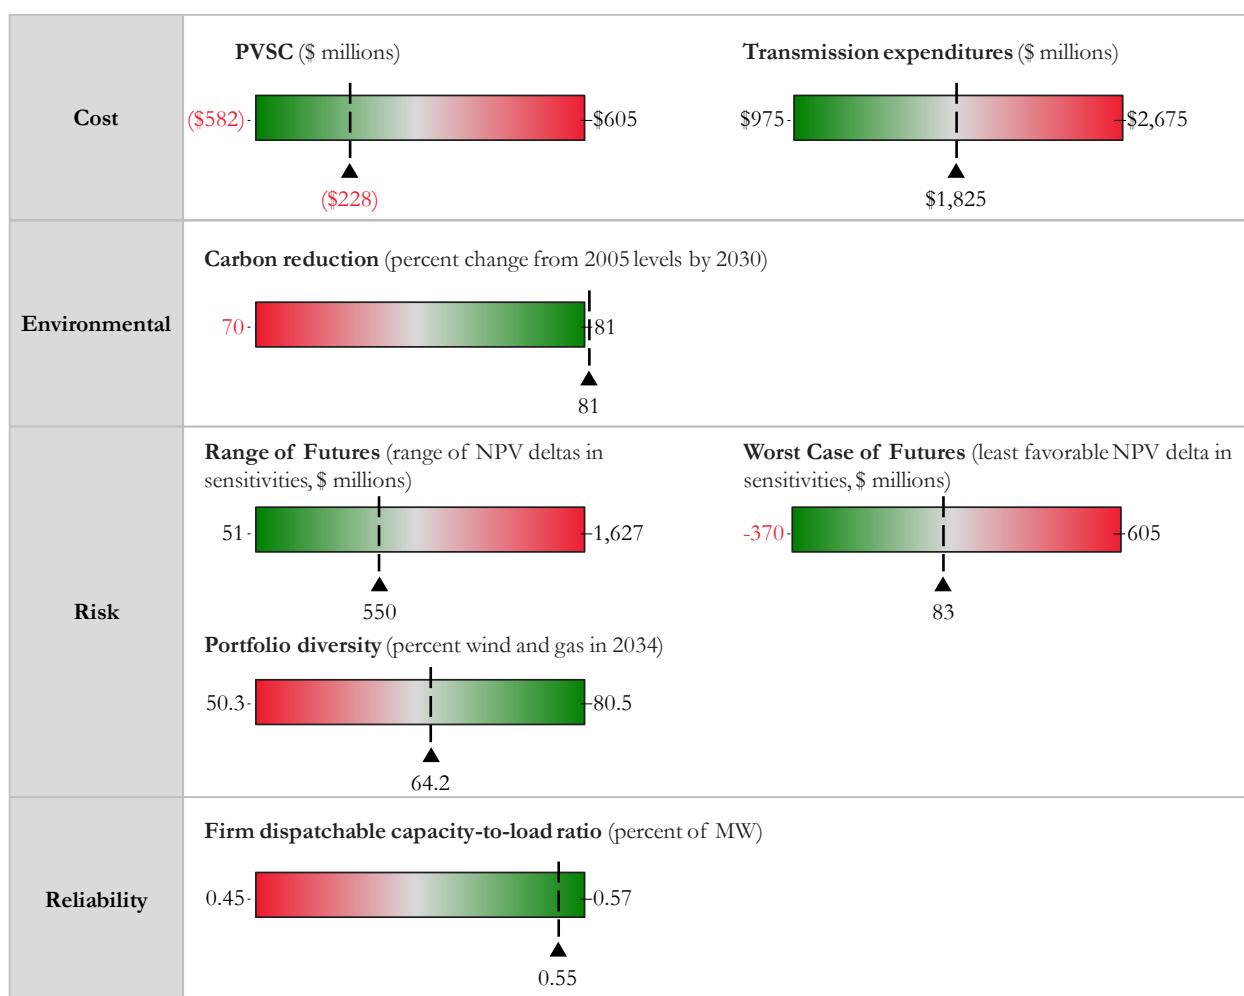 Cost
PVSC ($ millions)
($582)
$605
($228)
Transmission expenditures ($ millions)
$975
$2,675
$1,825
Environmental
Carbon reduction (percent change from 2005 levels by 2030)
70
81
81
Risk
Range of Futures (range of NPV deltas in
sensitivities, $ millions)
51
1,627
550
Worst Case of Futures (least favorable NPV delta in
sensitivities, $ millions)
-370
605
83
Portfolio diversity (percent wind and gas in 2034)
50.3
80.5
64.2
Reliability
Firm dispatchable capacity-to-load ratio (percent of MW)
0.45
0.57
0.55